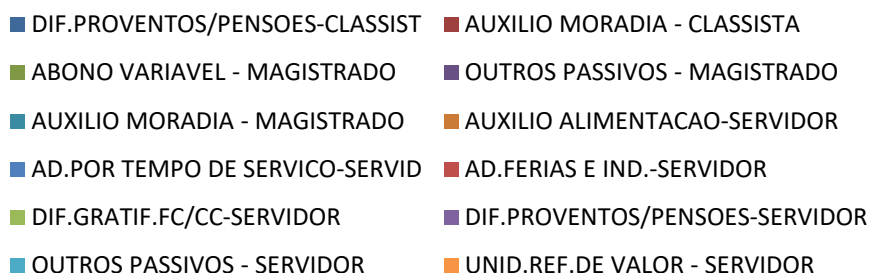 DIF.PROVENTOS/PENSOES-CLASSIST AUXILIO MORADIA - CLASSISTA
ABONO VARIAVEL - MAGISTRADO OUTROS PASSIVOS - MAGISTRADO
AUXILIO MORADIA - MAGISTRADO AUXILIO ALIMENTACAO-SERVIDOR
AD.POR TEMPO DE SERVICO-SERVID AD.FERIAS E IND.-SERVIDOR
DIF.GRATIF.FC/CC-SERVIDOR DIF.PROVENTOS/PENSOES-SERVIDOR
OUTROS PASSIVOS - SERVIDOR UNID.REF.DE VALOR - SERVIDOR